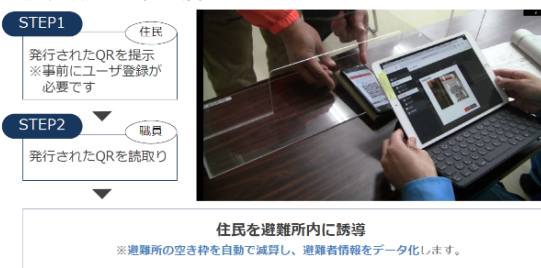 STEP1
住民
発行されたQRを提示
※事前にユーザ登録が
必要です
STEP2
職員
発行されたQRを読取り
住民を避難所内に誘導
※避難所の空き枠を自動で減算し、避難者情報をデータ化します。